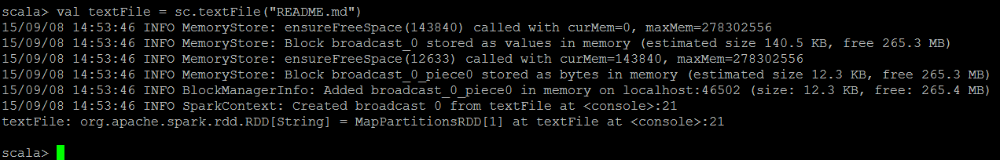 scala> val textFile = sc.textFile("README.md")
15/09/08 14:53:46 INFO MemoryStore: ensureFreeSpace(143840) called with curMem=0, maxMem=278302556
15/09/08 14:53:46 INFO MemoryStore: Block broadcast_0 stored as values in memory (estimated size 140.5 KB, free 265.3 MB)
15/09/08 14:53:46 INFO MemoryStore: ensureFreeSpace(12633) called with curMem=143840, maxMem=278302556
15/09/08 14:53:46 INFO MemoryStore: Block broadcast_0_piece0 stored as bytes in memory (estimated size 12.3 KB, free 265.3 MB)
15/09/08 14:53:46 INFO BlockManagerInfo: Added broadcast_0_piece0 in memory on localhost:46502 (size: 12.3 KB, free: 265.4 MB)
15/09/08 14:53:46 INFO SparkContext: Created broadcast 0 from textFile at <console>:21
textFile: org.apache.spark.rdd.RDD[String] = MapPartitionsRDD[1] at textFile at <console>:21
scala>